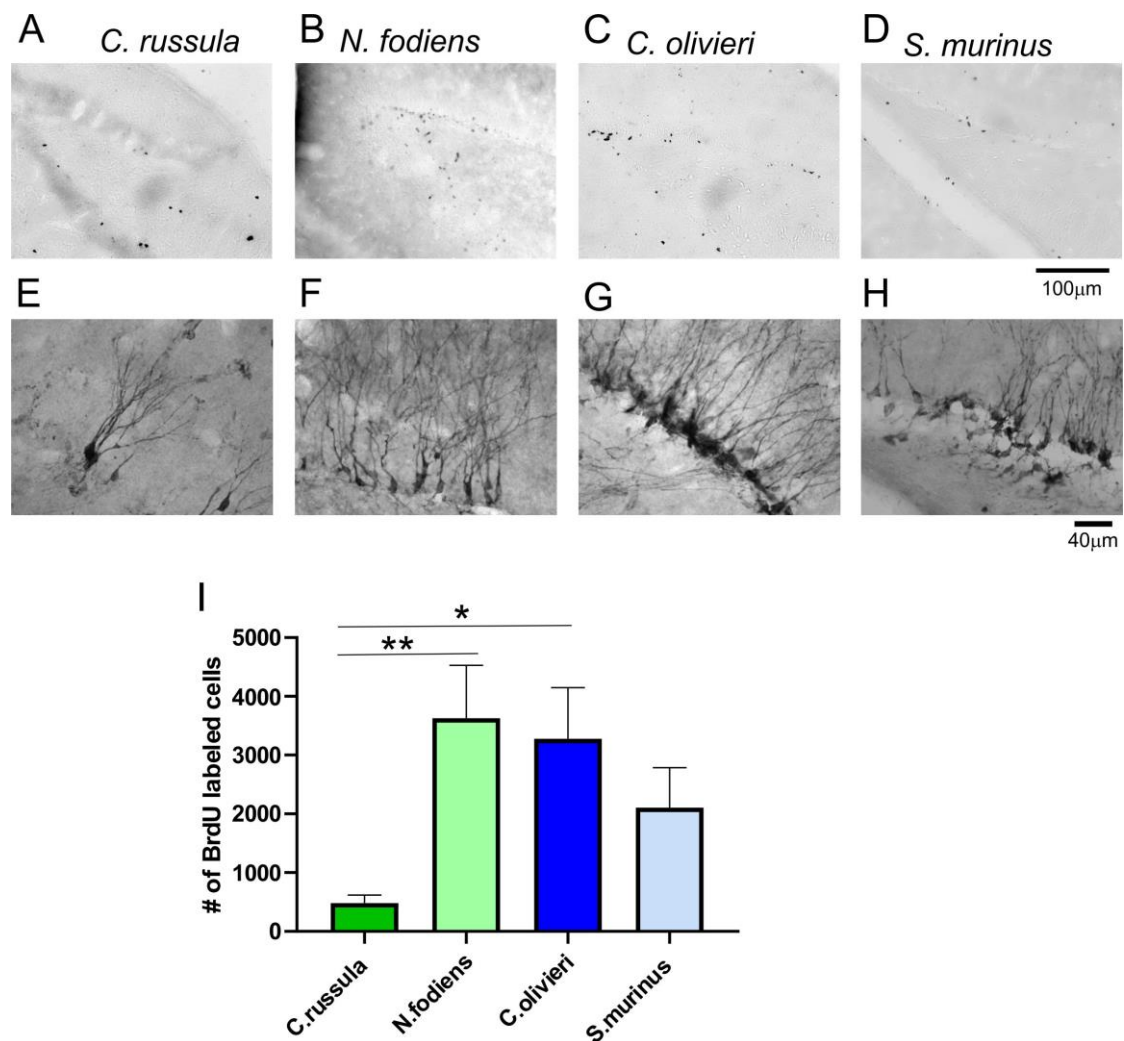 A C. russula B N. fodiens C C. olivieri D S. murinus
100μm
E F G H
40μm
I
*
**
5000
4000
3000
2000
1000
0
# of BrdU labeled cells
C.russula N.fodiens C.olivieri S.murinus